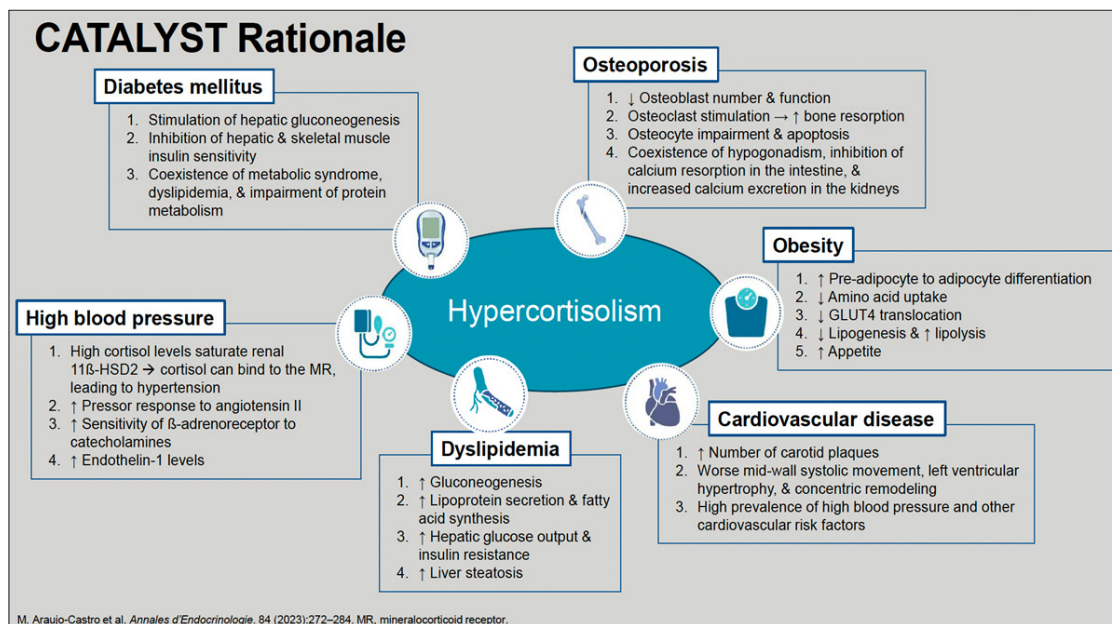 CATALYST Rationale
Diabetes mellitus
1. Stimulation of hepatic gluconeogenesis
2. Inhibition of hepatic & skeletal muscle
insulin sensitivity
3. Coexistence of metabolic syndrome,
dyslipidemia, & impairment of protein
metabolism
Osteoporosis
1. ↓ Osteoblast number & function
2. Osteoclast stimulation → ↑ bone resorption
3. Osteocyte impairment & apoptosis
4. Coexistence of hypogonadism, inhibition of
calcium resorption in the intestine, &
increased calcium excretion in the kidneys
Obesity
1. ↑ Pre-adipocyte to adipocyte differentiation
2. ↓ Amino acid uptake
3. ↓ GLUT4 translocation
4. ↓ Lipogenesis & ↑ lipolysis
5. ↑ Appetite
Hypercortisolism
High blood pressure
1. High cortisol levels saturate renal
11ß-HSD2 → cortisol can bind to the MR,
leading to hypertension
2. ↑ Pressor response to angiotensin II
3. ↑ Sensitivity of ß-adrenoreceptor to
catecholamines
4. ↑ Endothelin-1 levels
Dyslipidemia
1. ↑ Gluconeogenesis
2. ↑ Lipoprotein secretion & fatty
acid synthesis
3. ↑ Hepatic glucose output &
insulin resistance
4. ↑ Liver steatosis
Cardiovascular disease
1. ↑ Number of carotid plaques
2. Worse mid-wall systolic movement, left ventricular
hypertrophy, & concentric remodeling
3. High prevalence of high blood pressure and other
cardiovascular risk factors
M. Araujo-Castro et al. Annales d'Endocrinologie. 84 (2023):272–284. MR, mineralocorticoid receptor.